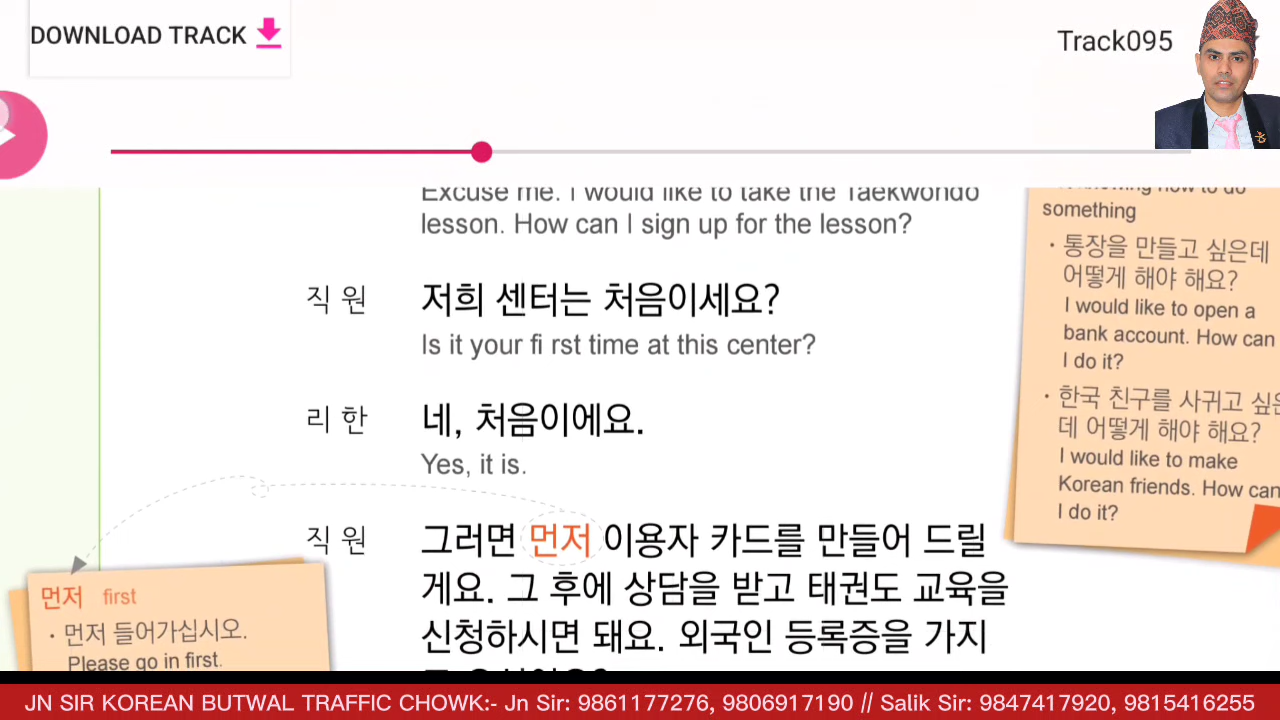 DOWNLOAD TRACK
Track095
Excuse me. I would like to take the Taekwondo
lesson. How can I sign up for the lesson?
직 원
저희 센터는 처음이세요?
Is it your fi rst time at this center?
리 한
네, 처음이에요.
Yes, it is.
직 원
그러면 먼저 이용자 카드를 만들어 드릴
게요. 그 후에 상담을 받고 태권도 교육을
신청하시면 돼요. 외국인 등록증을 가지
knowing how to do
something
· 통장을 만들고 싶은데
어떻게 해야 해요?
I would like to open a
bank account. How can
I do it?
· 한국 친구를 사귀고 싶은
데 어떻게 해야 해요?
I would like to make
Korean friends. How can
I do it?
먼저 first
· 먼저 들어가십시오.
Please go in first.
JN SIR KOREAN BUTWAL TRAFFIC CHOWK:- Jn Sir: 9861177276, 9806917190 // Salik Sir: 9847417920, 9815416255